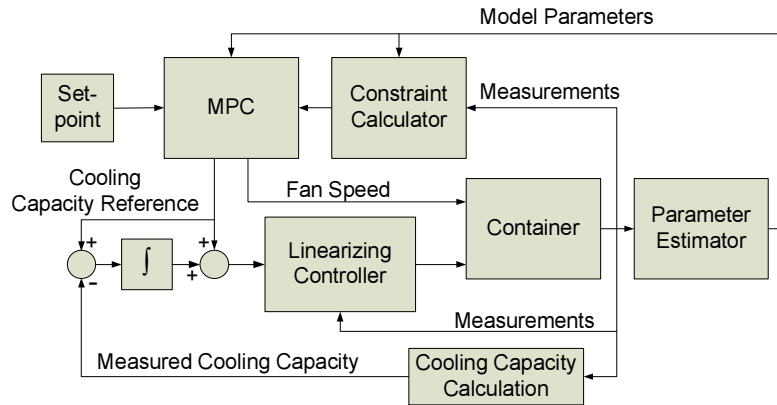 Model Parameters
Set-
point
MPC
Constraint
Calculator
Measurements
Cooling
Capacity Reference
Fan Speed
Container
Parameter
Estimator
+
-
∫
+
+
Linearizing
Controller
Measurements
Measured Cooling Capacity
Cooling Capacity
Calculation